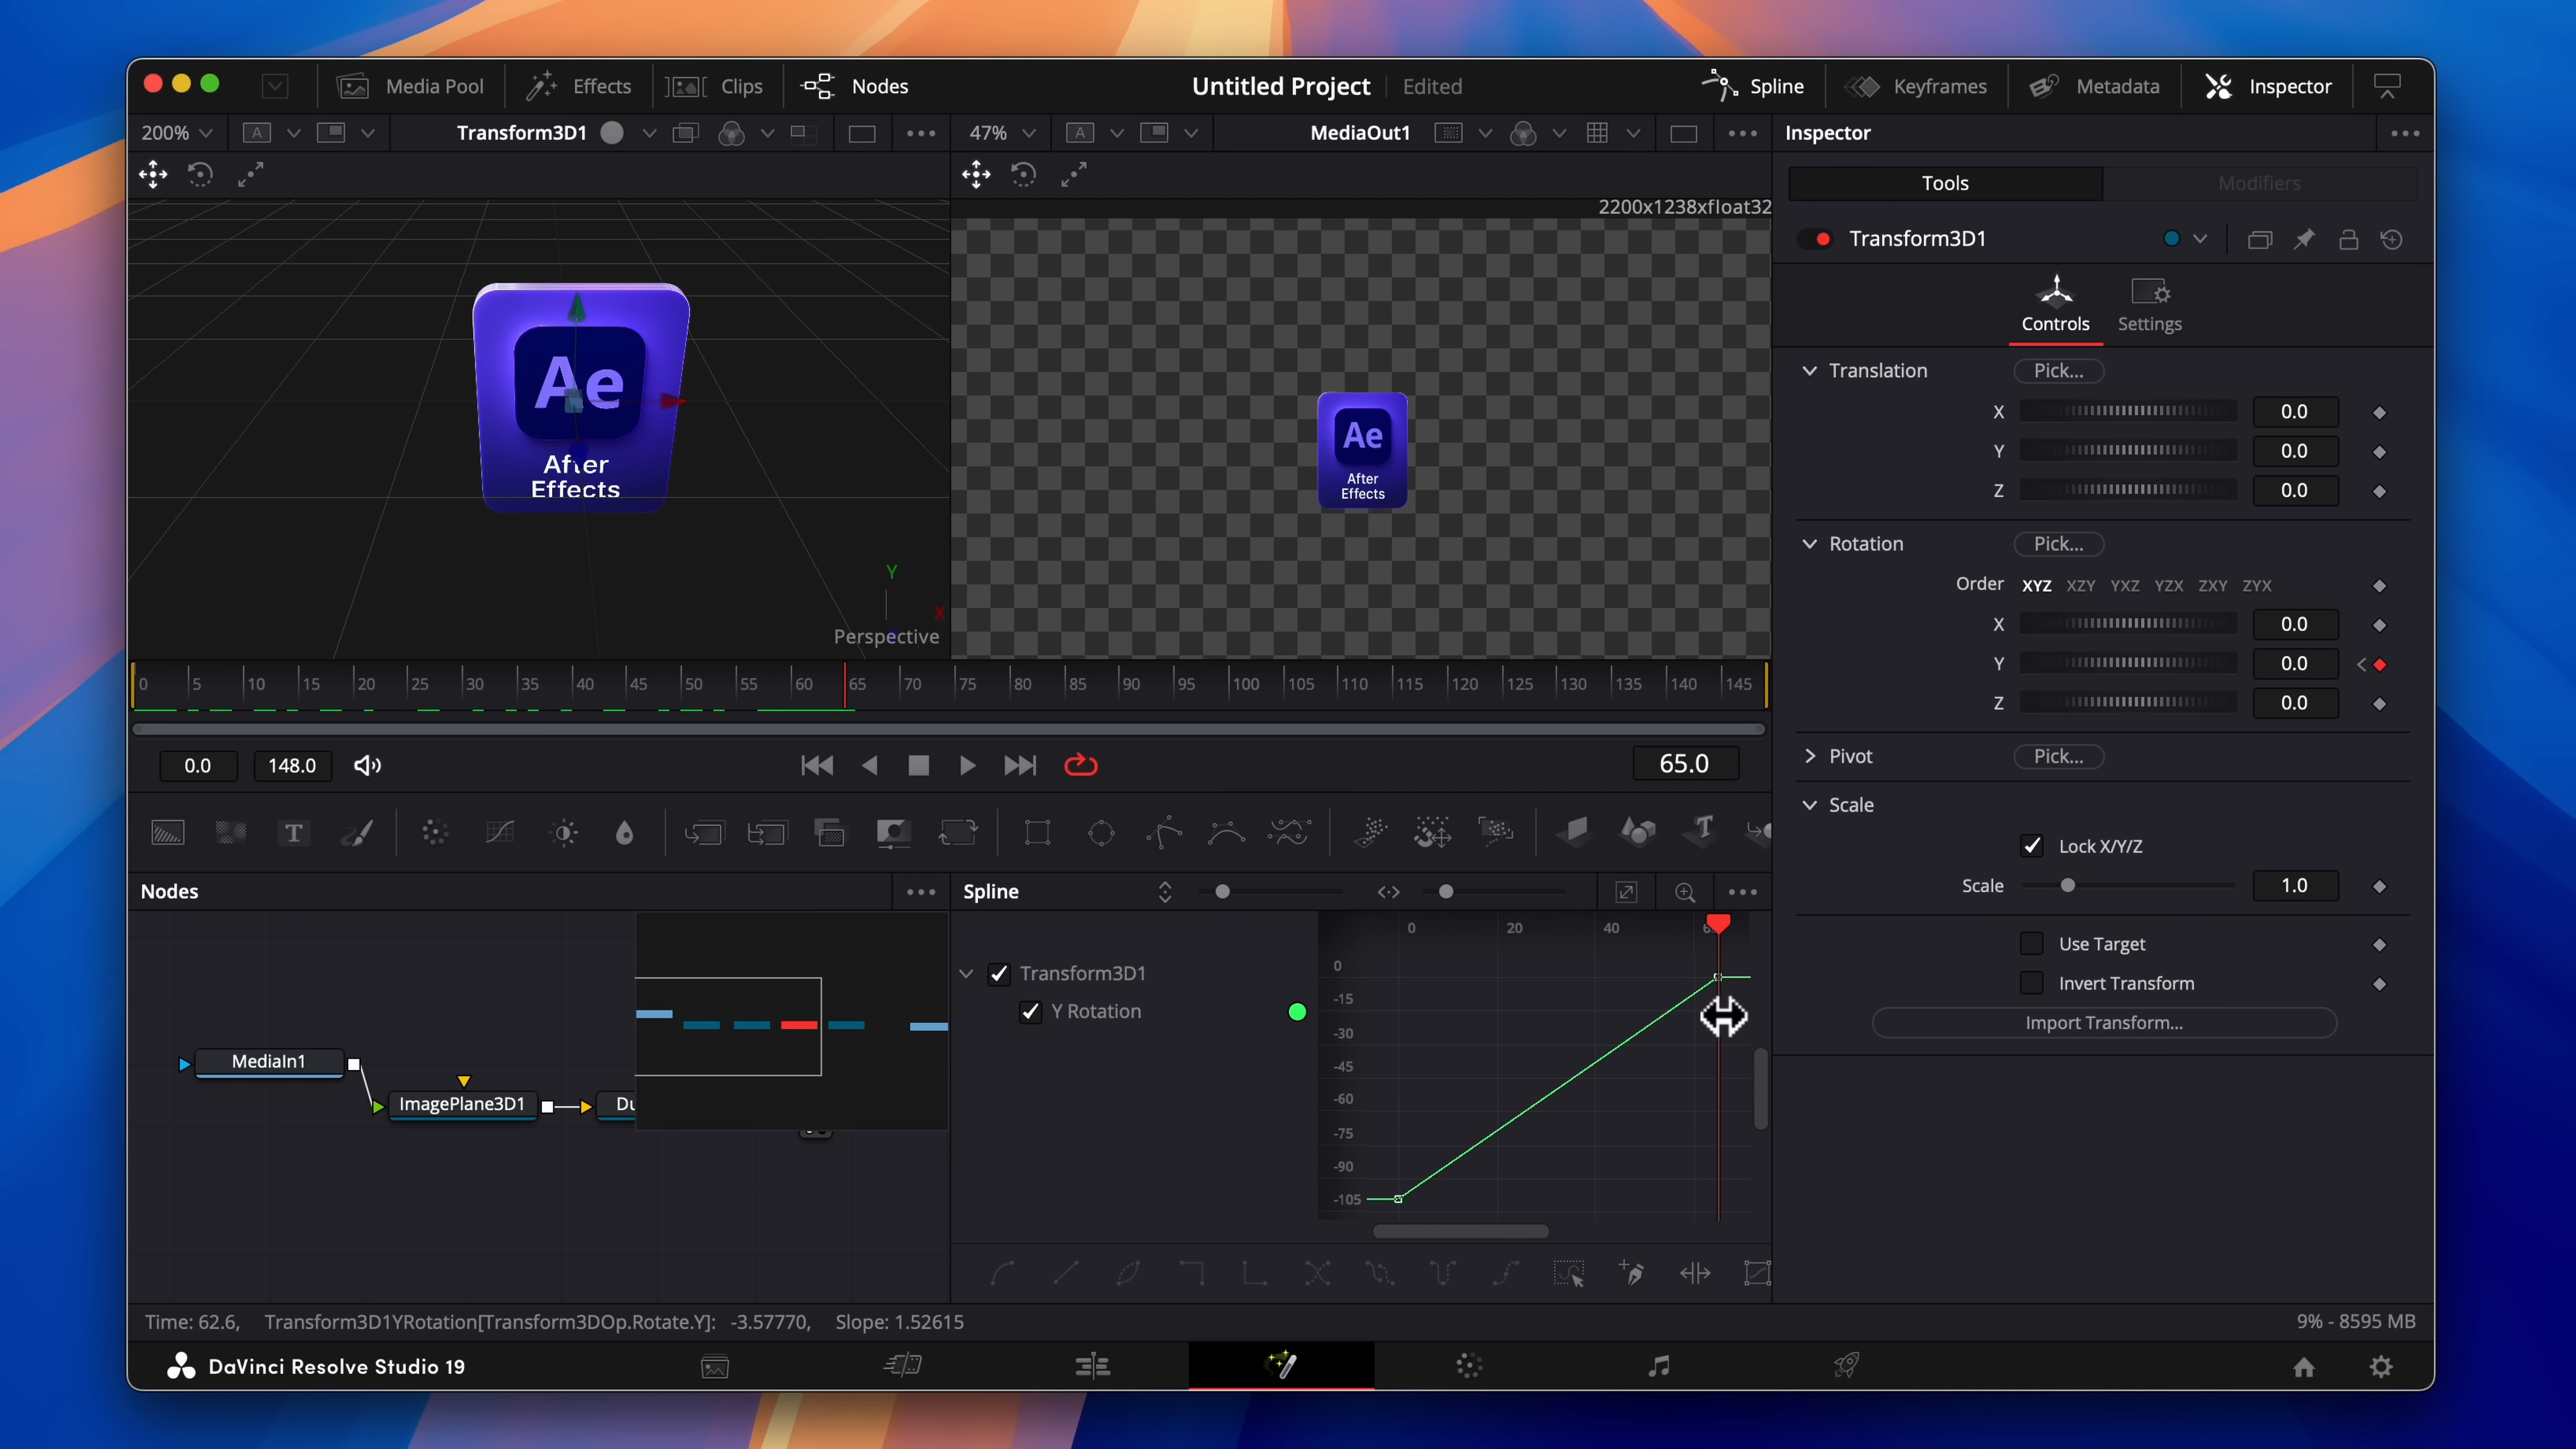 Media Pool
Effects
Clips
Nodes
Untitled Project
Edited
Spline
Keyframes
Metadata
Inspector
200%
A
Transform3D1
47%
A
MediaOut1
Inspector
Tools
Modifiers
2200x1238xfloat32
Transform3D1
Controls
Settings
Ae
After
Effects
Ae
After
Effects
Y
X
Perspective
Translation
Pick...
X
0.0
Y
0.0
Z
0.0
Rotation
Pick...
Order
XYZ XZY YXZ YZX ZXY ZYX
X
0.0
Y
0.0
Z
0.0
0 5 10 15 20 25 30 35 40 45 50 55 60 65 70 75 80 85 90 95 100 105 110 115 120 125 130 135 140 145
Pivot
Pick...
0.0
148.0
65.0
Scale
Lock X/Y/Z
Scale
1.0
T
T
Nodes
Spline
Use Target
Invert Transform
Import Transform...
0 20 40
Transform3D1
Y Rotation
0
-15
-30
-45
-60
-75
-90
-105
MediaIn1
ImagePlane3D1
Du
Time: 62.6, Transform3D1YRotation[Transform3DOp.Rotate.Y]: -3.57770, Slope: 1.52615
9% - 8595 MB
DaVinci Resolve Studio 19